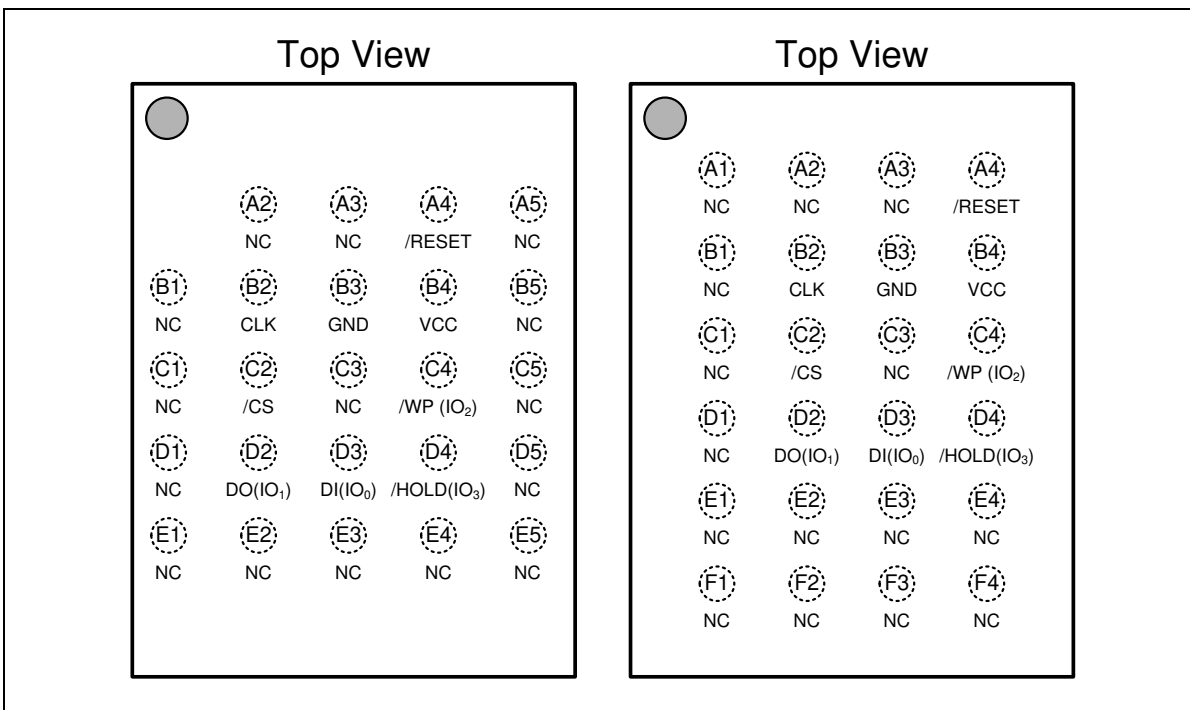 Top View
A2 A3 A4 A5
NC NC /RESET NC
B1 B2 B3 B4 B5
NC CLK GND VCC NC
C1 C2 C3 C4 C5
NC /CS NC /WP (IO₂) NC
D1 D2 D3 D4 D5
NC DO(IO₁) DI(IO₀) /HOLD(IO₃) NC
E1 E2 E3 E4 E5
NC NC NC NC NC
Top View
A1 A2 A3 A4
NC NC NC /RESET
B1 B2 B3 B4
NC CLK GND VCC
C1 C2 C3 C4
NC /CS NC /WP (IO₂)
D1 D2 D3 D4
NC DO(IO₁) DI(IO₀) /HOLD(IO₃)
E1 E2 E3 E4
NC NC NC NC
F1 F2 F3 F4
NC NC NC NC